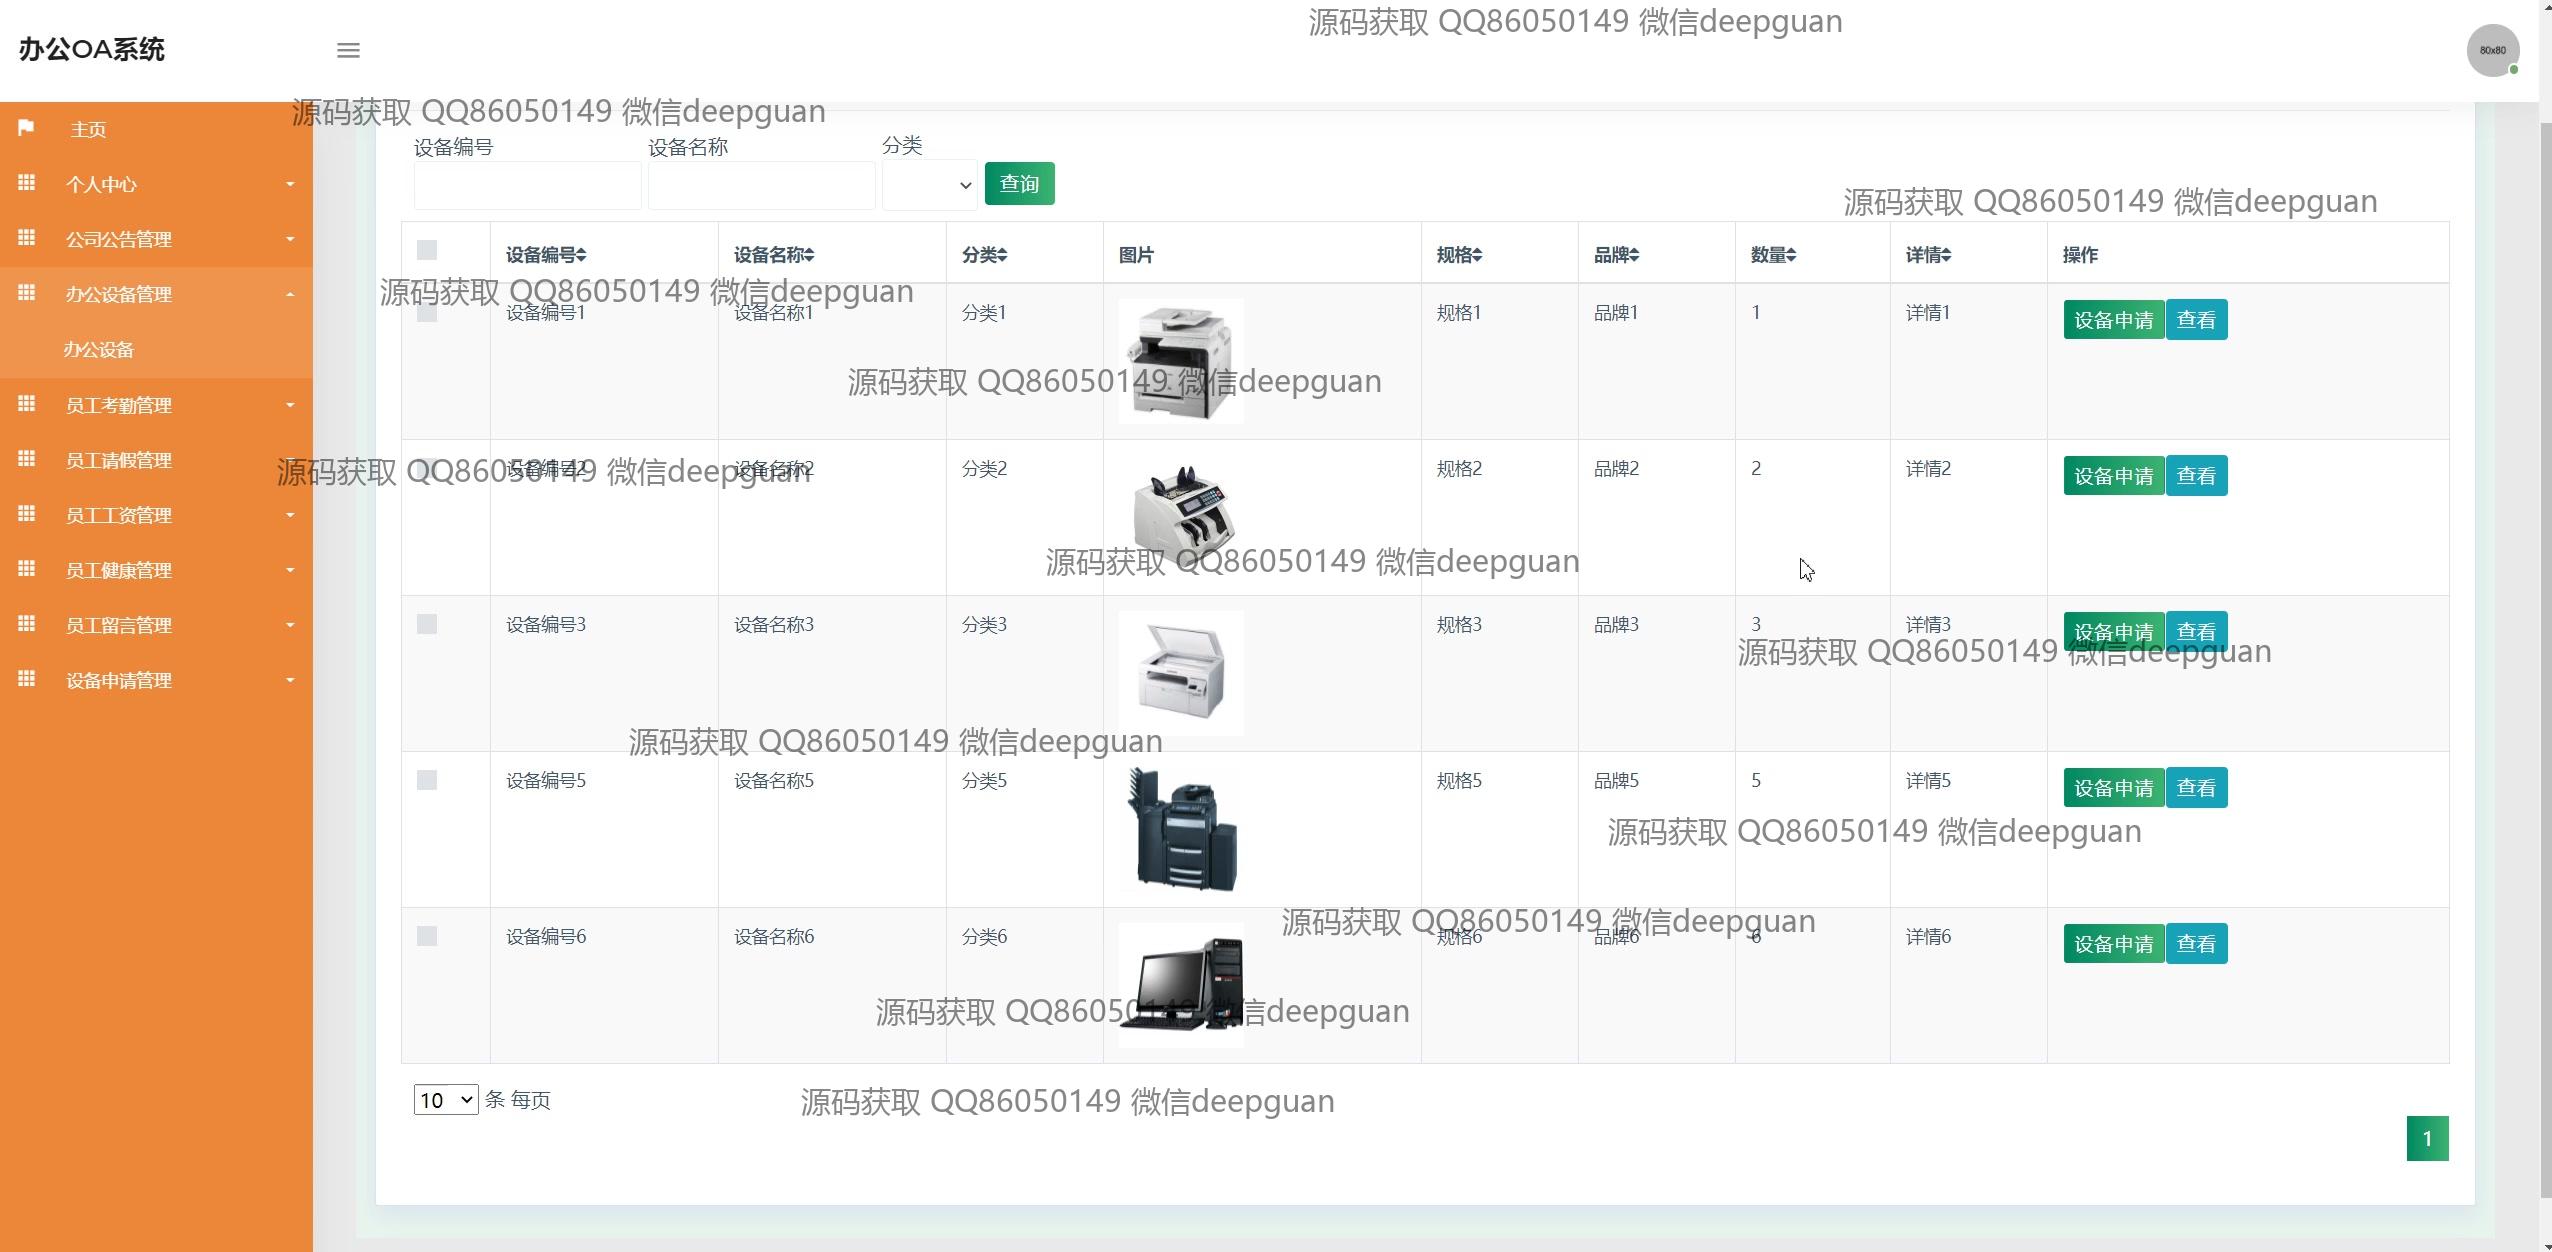 源码获取 QQ86050149 微信deepguan
办公OA系统
80x80
源码获取 QQ86050149 微信deepguan
主页
设备编号 设备名称 分类
查询
个人中心
源码获取 QQ86050149 微信deepguan
公司公告管理
设备编号 设备名称 分类 图片 规格 品牌 数量 详情 操作
办公设备管理
源码获取 QQ86050149 微信deepguan
设备编号1 设备名称1 分类1 规格1 品牌1 1 详情1 设备申请 查看
办公设备
源码获取 QQ86050149 微信deepguan
员工考勤管理
员工请假管理
源码获取 QQ86050149 微信deepguan
设备编号2 设备名称2 分类2 规格2 品牌2 2 详情2 设备申请 查看
员工工资管理
源码获取 QQ86050149 微信deepguan
员工健康管理
员工留言管理
设备编号3 设备名称3 分类3 规格3 品牌3 3 详情3 设备申请 查看
源码获取 QQ86050149 微信deepguan
设备申请管理
源码获取 QQ86050149 微信deepguan
设备编号5 设备名称5 分类5 规格5 品牌5 5 详情5 设备申请 查看
源码获取 QQ86050149 微信deepguan
源码获取 QQ86050149 微信deepguan
设备编号6 设备名称6 分类6 规格6 品牌6 6 详情6 设备申请 查看
源码获取 QQ86050149 微信deepguan
10 条 每页
源码获取 QQ86050149 微信deepguan
1